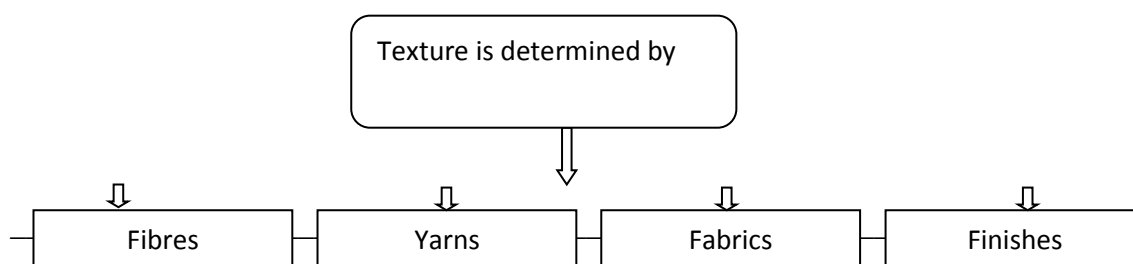 Texture is determined by
Fibres Yarns Fabrics Finishes